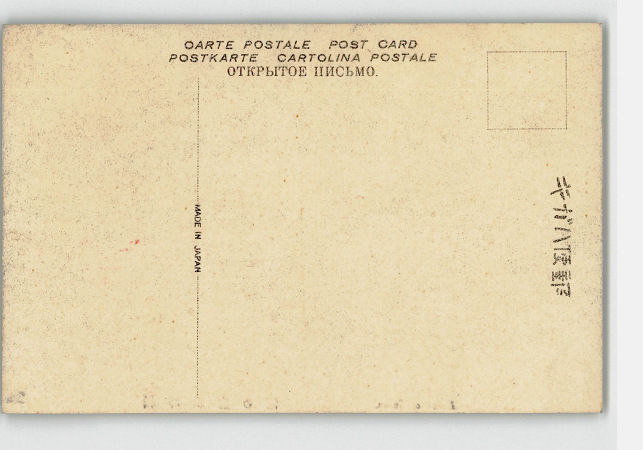 CARTE POSTALE POST CARD
POSTKARTE CARTOLINA POSTALE
ОТКРЫТОЕ ПИСЬМО.
MADE IN JAPAN